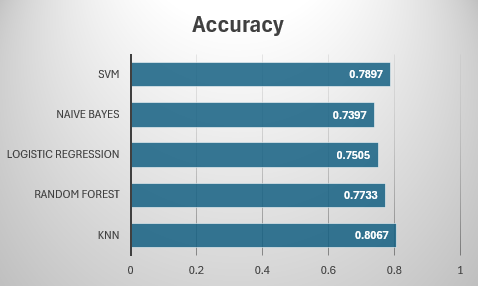 Accuracy
SVM 0.7897
NAIVE BAYES 0.7397
LOGISTIC REGRESSION 0.7505
RANDOM FOREST 0.7733
KNN 0.8067
0 0.2 0.4 0.6 0.8 1